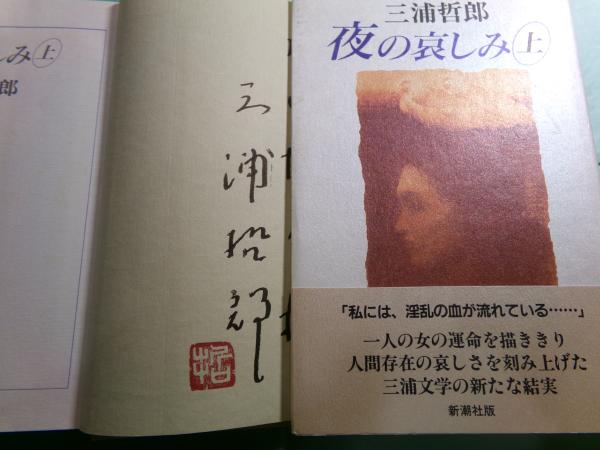 しみ上
郎
三浦哲郎
哲
三浦哲郎
夜の哀しみ上
「私には、淫乱の血が流れている……」
一人の女の運命を描ききり
人間存在の哀しさを刻み上げた
三浦文学の新たな結実
新潮社版